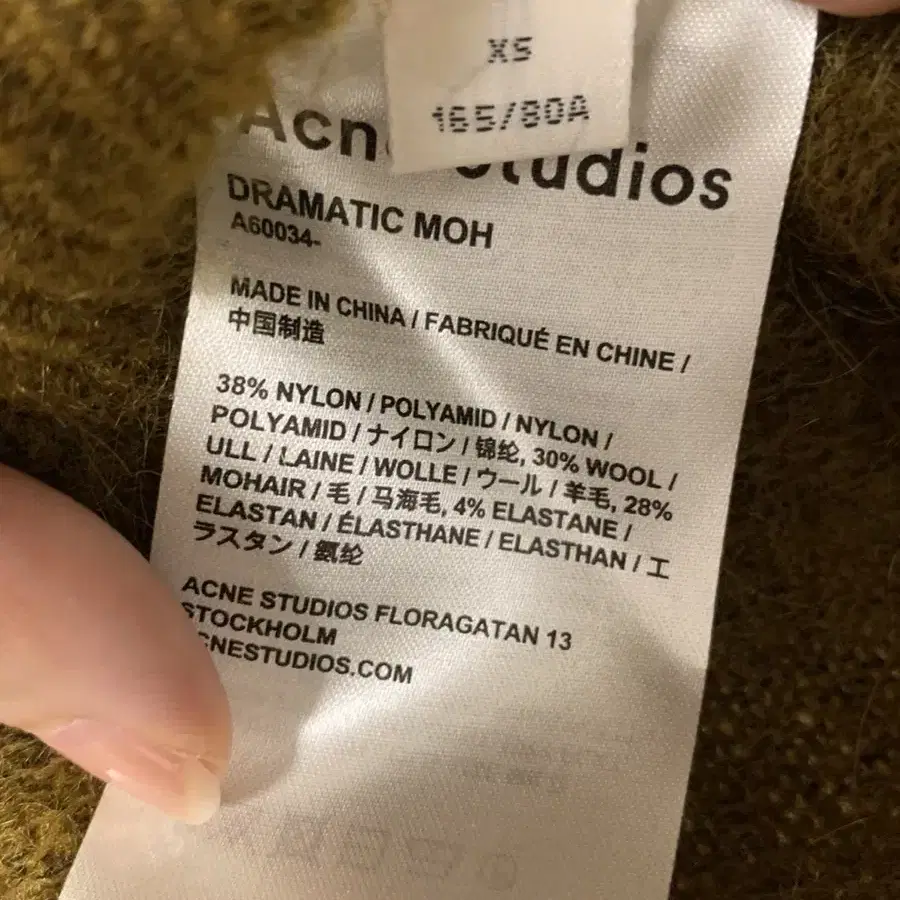 XS
165/80A
Acn Studios
DRAMATIC MOH
A60034-
MADE IN CHINA / FABRIQUÉ EN CHINE /
中国制造
38% NYLON / POLYAMID / NYLON /
POLYAMID / ナイロン / 锦纶, 30% WOOL /
ULL / LAINE / WOLLE / ウール / 羊毛, 28%
MOHAIR / 毛 / 马海毛, 4% ELASTANE /
ELASTAN / ÉLASTHANE / ELASTHAN / エ
ラスタン / 氨纶
ACNE STUDIOS FLORAGATAN 13
STOCKHOLM
CNESTUDIOS.COM